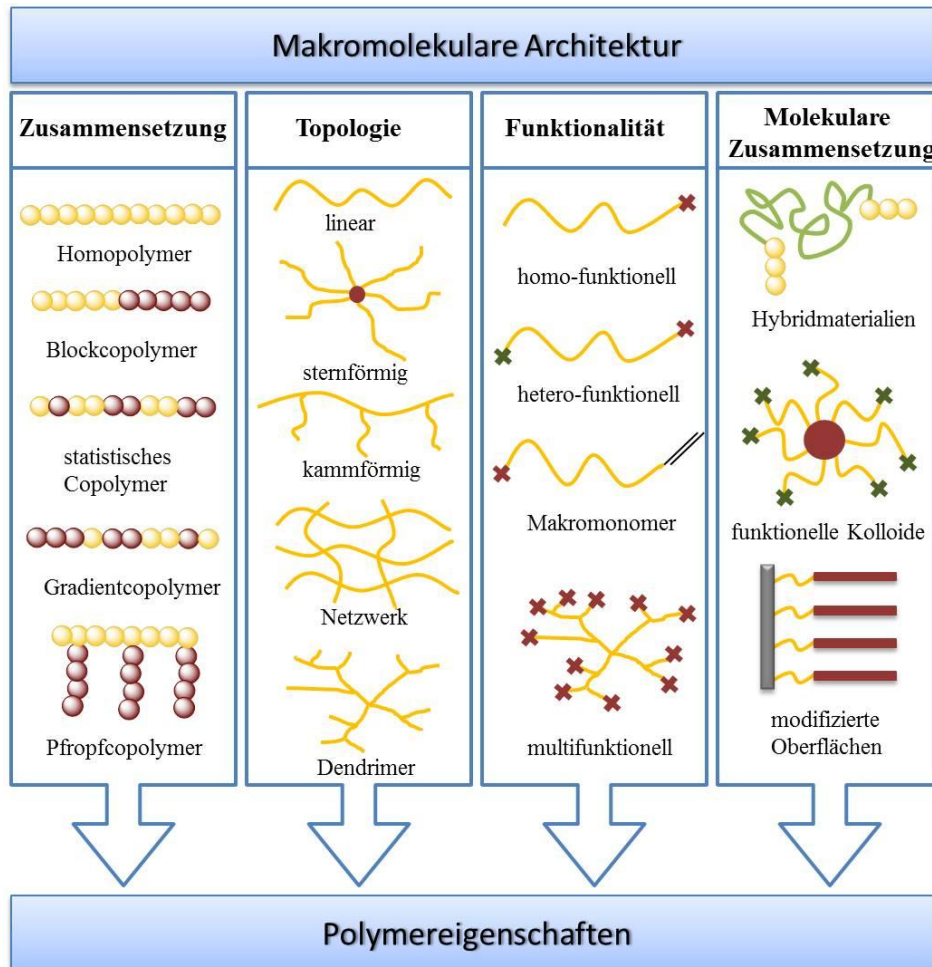 Makromolekulare Architektur
Zusammensetzung
Homopolymer
Blockcopolymer
statistisches
Copolymer
Gradientcopolymer
Pfropfcopolymer
Topologie
linear
sternförmig
kammförmig
Netzwerk
Dendrimer
Funktionalität
homo-funktionell
hetero-funktionell
Makromonomer
multifunktionell
Molekulare
Zusammensetzung
Hybridmaterialien
funktionelle Kolloide
modifizierte
Oberflächen
Polymereigenschaften